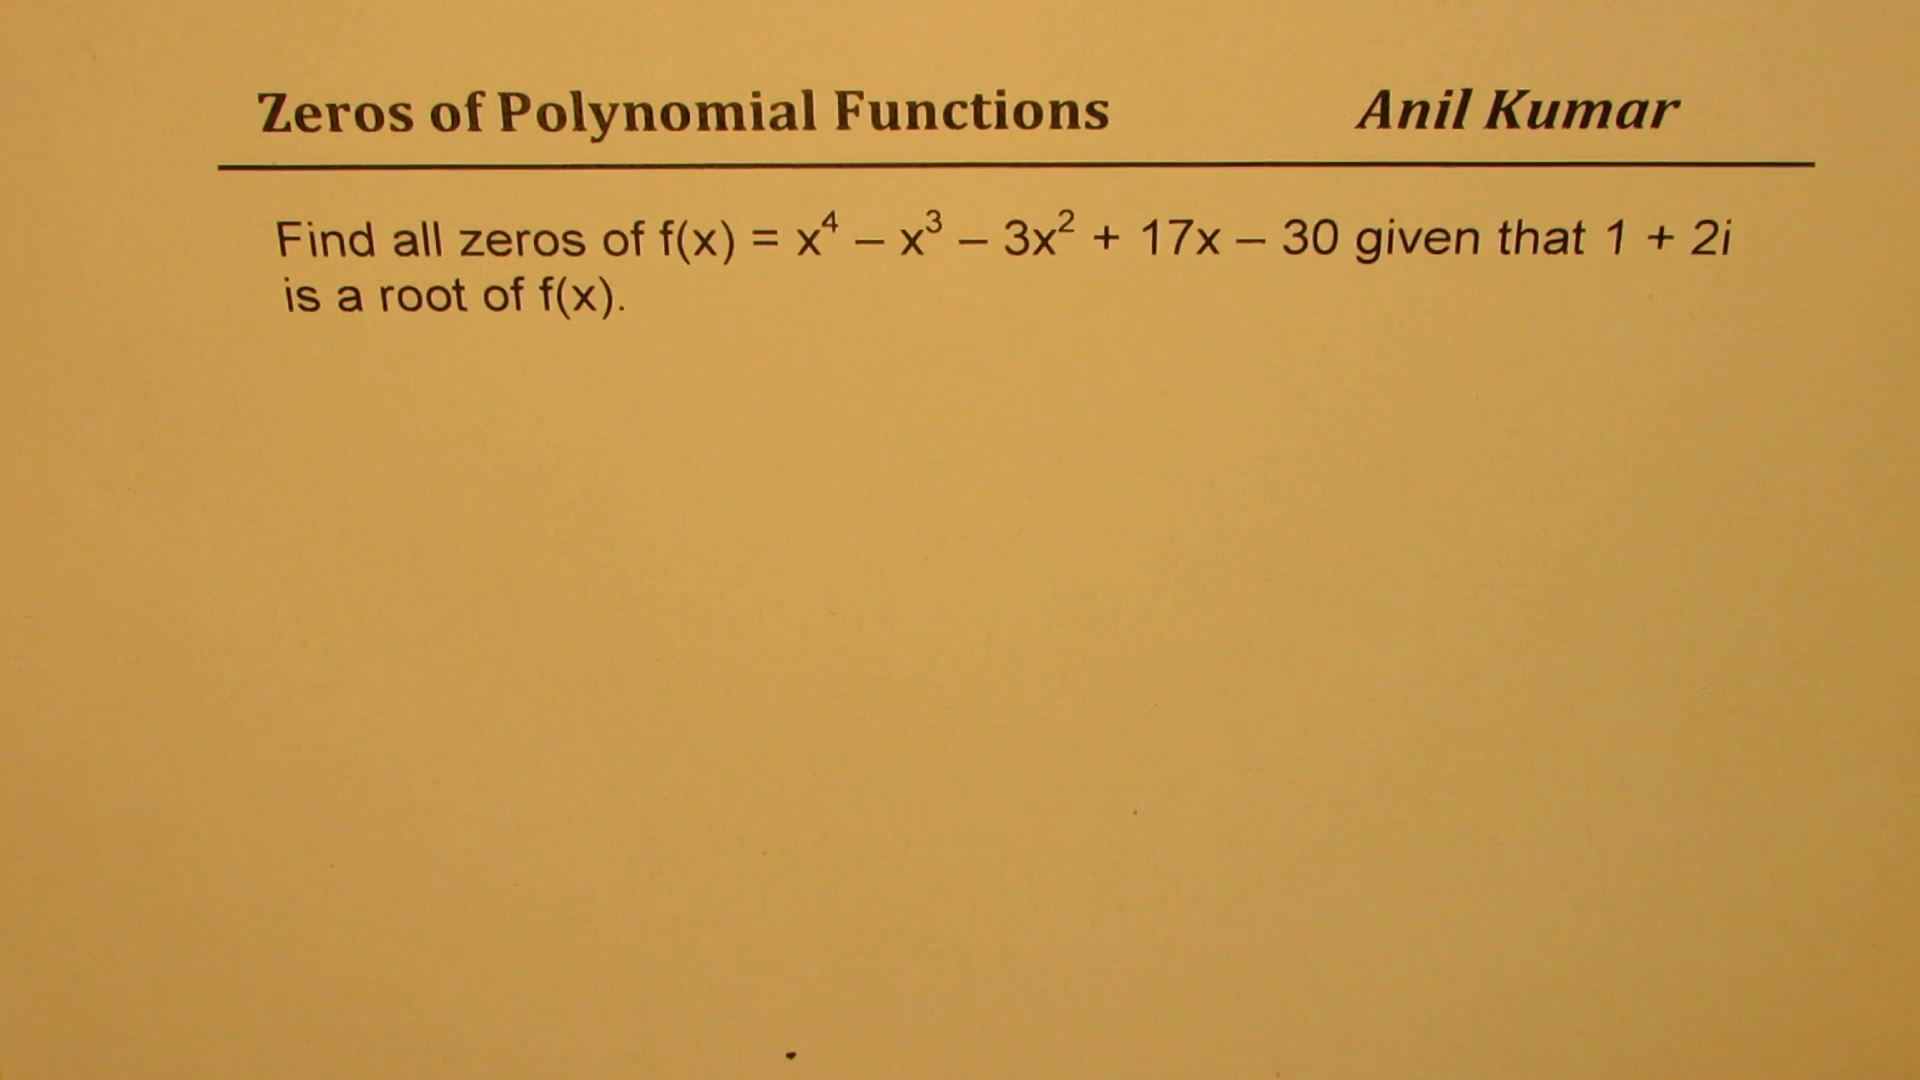 Zeros of Polynomial Functions Anil Kumar
Find all zeros of f(x) = x⁴ – x³ – 3x² + 17x – 30 given that 1 + 2i
is a root of f(x).